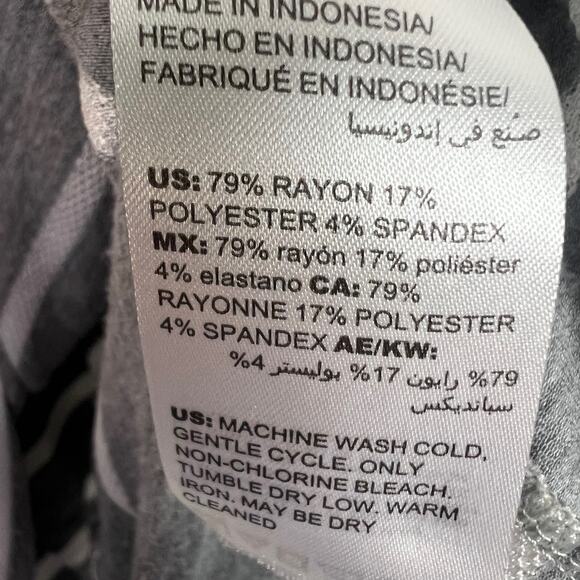 MADE IN INDONESIA/
HECHO EN INDONESIA/
FABRIQUÉ EN INDONÉSIE/
صنع في إندونيسيا
US: 79% RAYON 17%
POLYESTER 4% SPANDEX
MX: 79% rayón 17% poliéster
4% elastano CA: 79%
RAYONNE 17% POLYESTER
4% SPANDEX AE/KW:
%79 رايون 17% بوليستر 4%
سبانديكس
US: MACHINE WASH COLD,
GENTLE CYCLE. ONLY
NON-CHLORINE BLEACH.
TUMBLE DRY LOW. WARM
IRON. MAY BE DRY
CLEANED